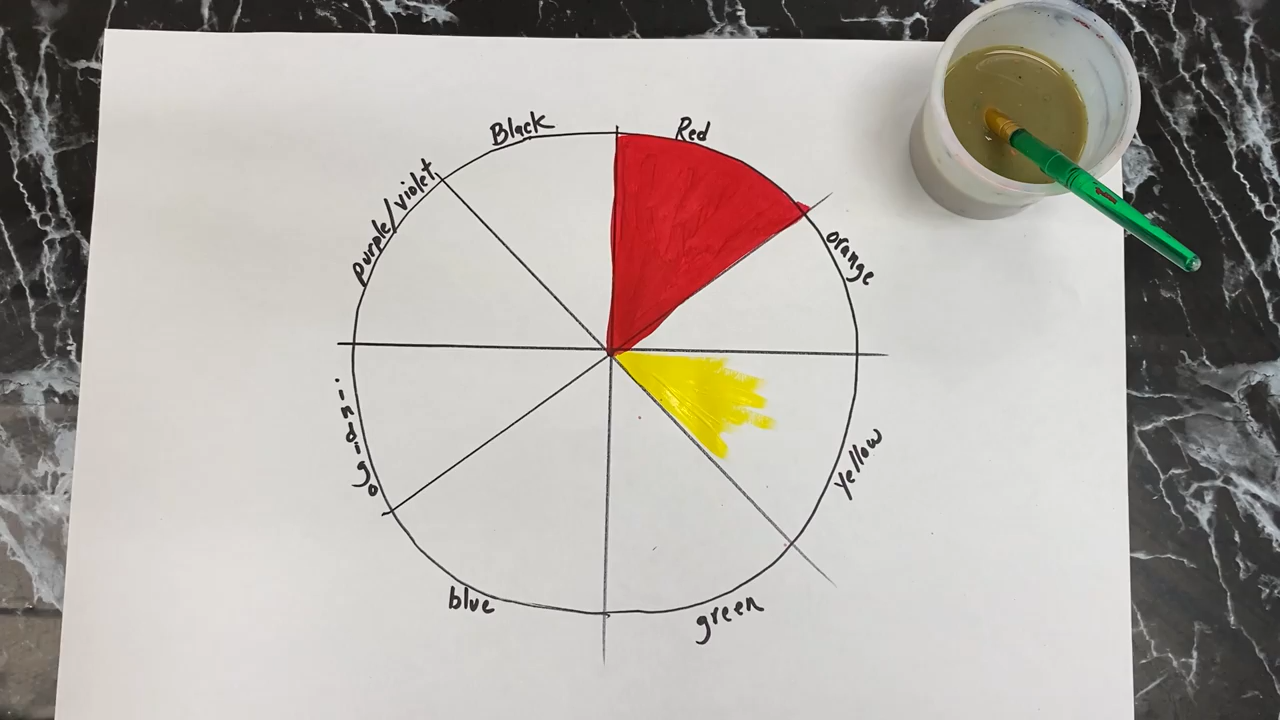 Black
Red
orange
yellow
green
blue
indigo
purple/violet